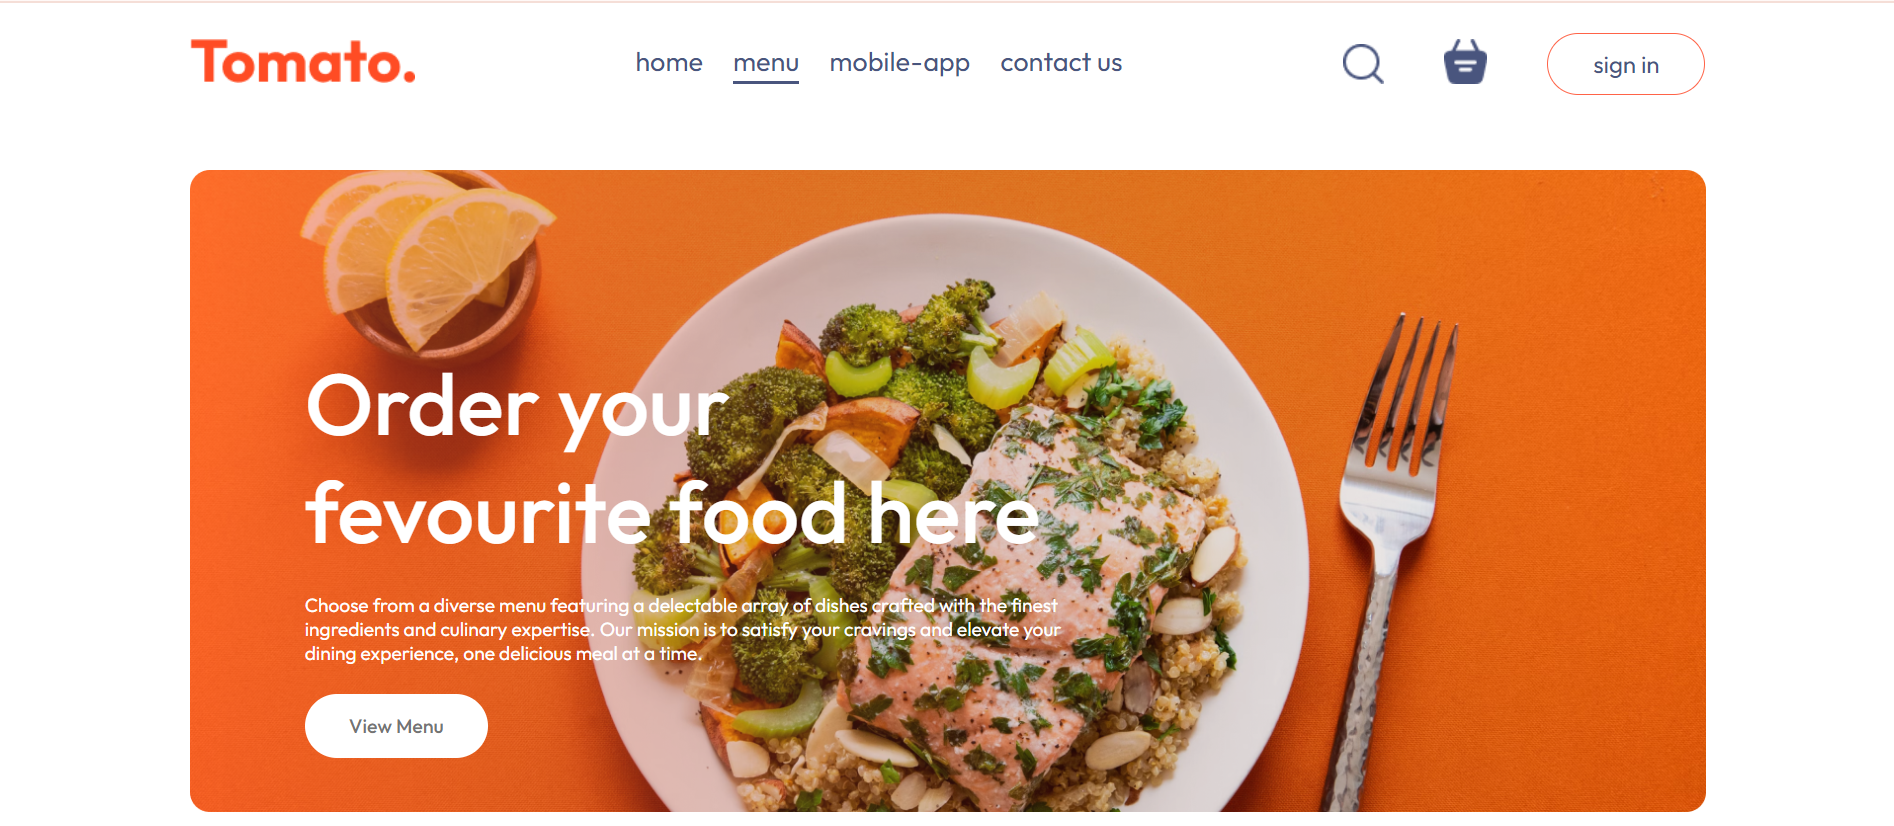 Tomato.
home menu mobile-app contact us
sign in
Order your
fevourite food here
Choose from a diverse menu featuring a delectable array of dishes crafted with the finest
ingredients and culinary expertise. Our mission is to satisfy your cravings and elevate your
dining experience, one delicious meal at a time.
View Menu